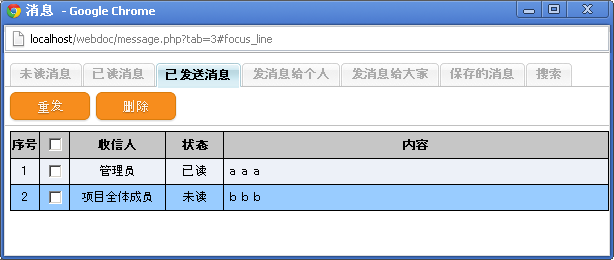 消息 - Google Chrome
localhost/webdoc/message.php?tab=3#focus_line
未读消息 已读消息 已发送消息 发消息给个人 发消息给大家 保存的消息 搜索
重发 删除
序号 收信人 状态 内容
1 管理员 已读 a a a
2 项目全体成员 未读 b b b